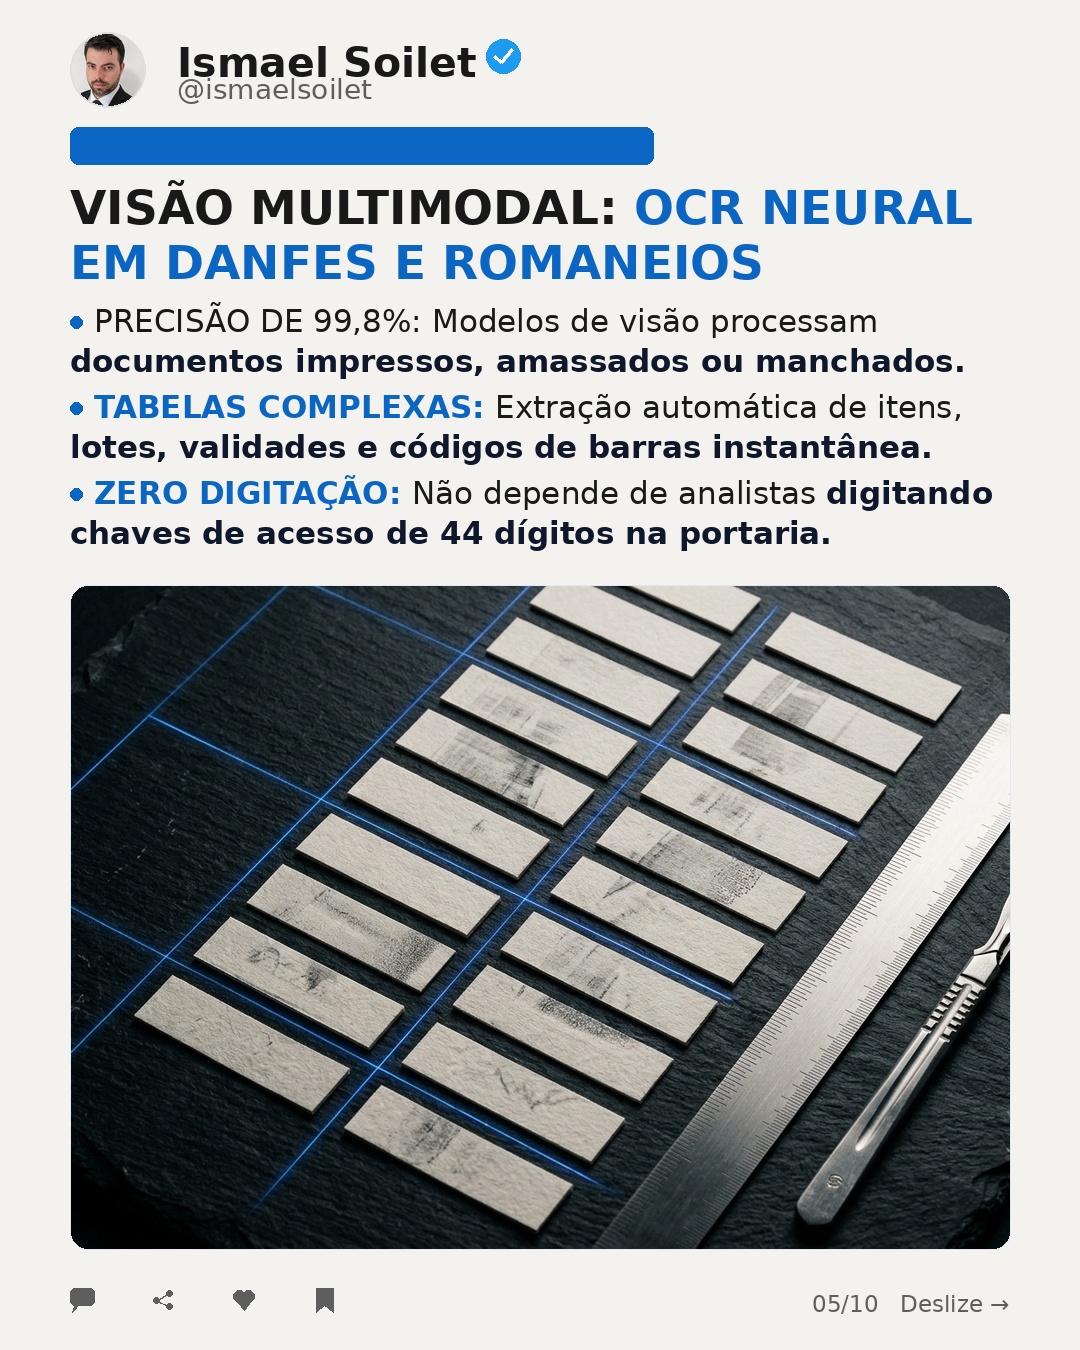 Ismael Soilet
@ismaelsoilet
VISÃO MULTIMODAL: OCR NEURAL
EM DANFES E ROMANEIOS
• PRECISÃO DE 99,8%: Modelos de visão processam
documentos impressos, amassados ou manchados.
• TABELAS COMPLEXAS: Extração automática de itens,
lotes, validades e códigos de barras instantânea.
• ZERO DIGITAÇÃO: Não depende de analistas digitando
chaves de acesso de 44 dígitos na portaria.
05/10 Deslize →